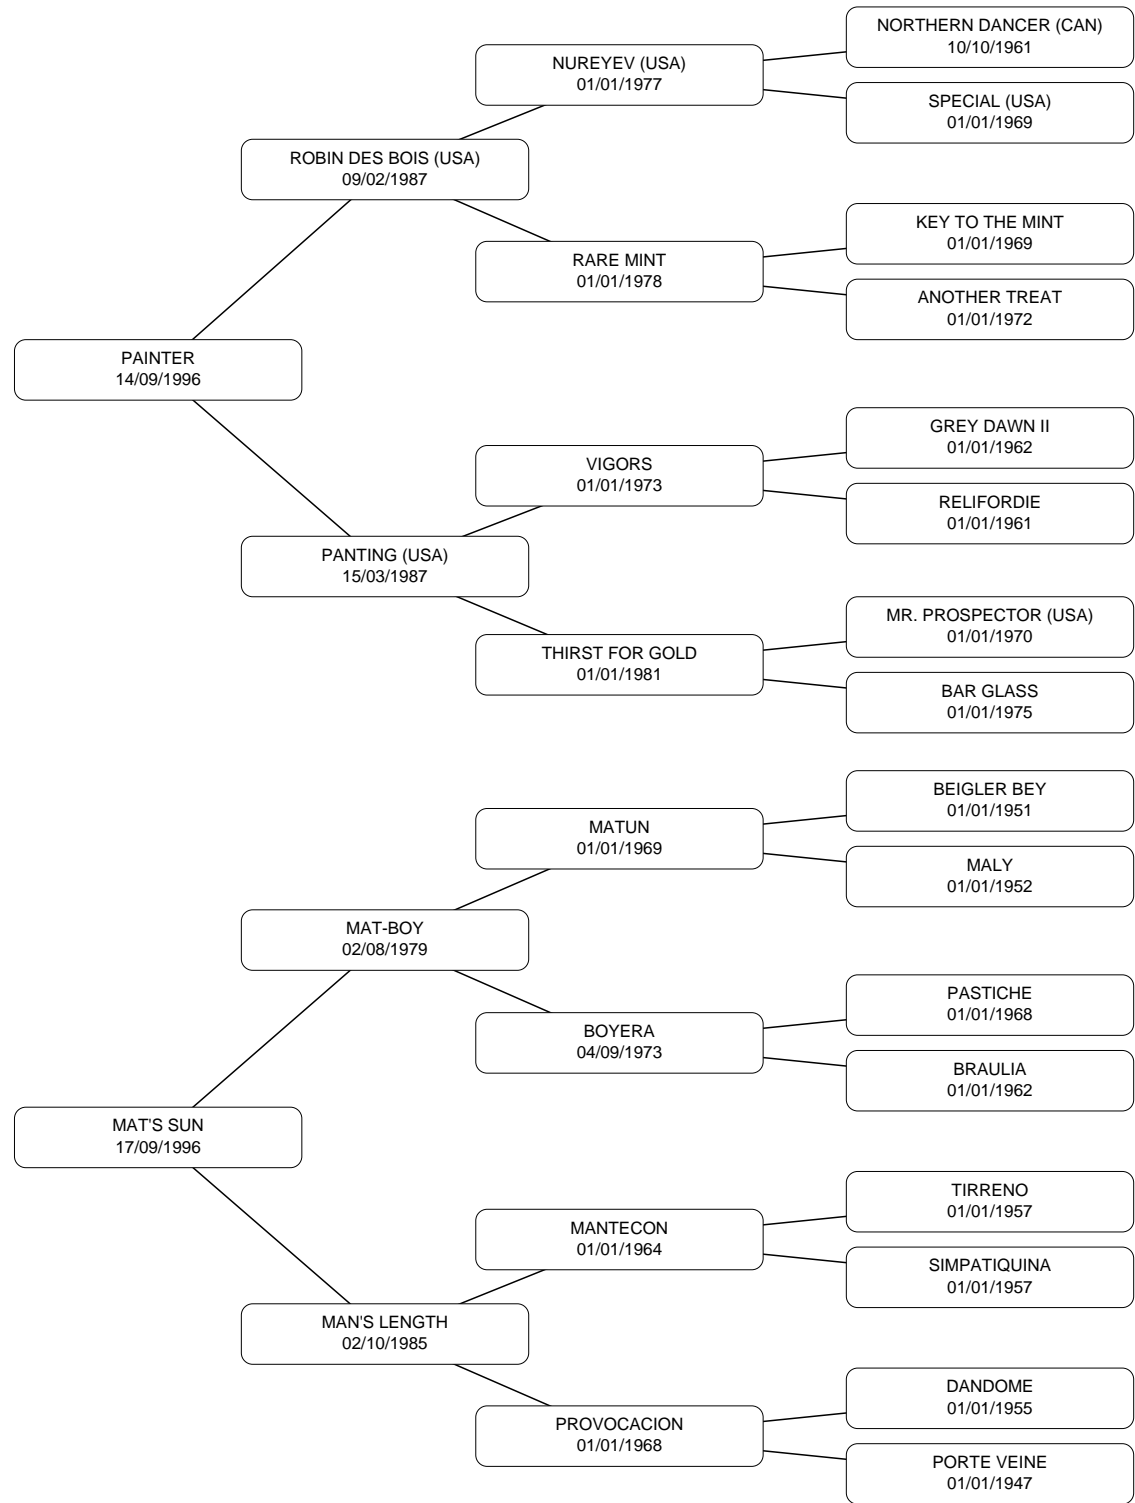 NORTHERN DANCER (CAN)
10/10/1961
NUREYEV (USA)
01/01/1977
SPECIAL (USA)
01/01/1969
ROBIN DES BOIS (USA)
09/02/1987
KEY TO THE MINT
01/01/1969
RARE MINT
01/01/1978
ANOTHER TREAT
01/01/1972
PAINTER
14/09/1996
GREY DAWN II
01/01/1962
VIGORS
01/01/1973
RELIFORDIE
01/01/1961
PANTING (USA)
15/03/1987
MR. PROSPECTOR (USA)
01/01/1970
THIRST FOR GOLD
01/01/1981
BAR GLASS
01/01/1975
BEIGLER BEY
01/01/1951
MATUN
01/01/1969
MALY
01/01/1952
MAT-BOY
02/08/1979
PASTICHE
01/01/1968
BOYERA
04/09/1973
BRAULIA
01/01/1962
MAT'S SUN
17/09/1996
TIRRENO
01/01/1957
MANTECON
01/01/1964
SIMPATIQUINA
01/01/1957
MAN'S LENGTH
02/10/1985
DANDOME
01/01/1955
PROVOCACION
01/01/1968
PORTE VEINE
01/01/1947